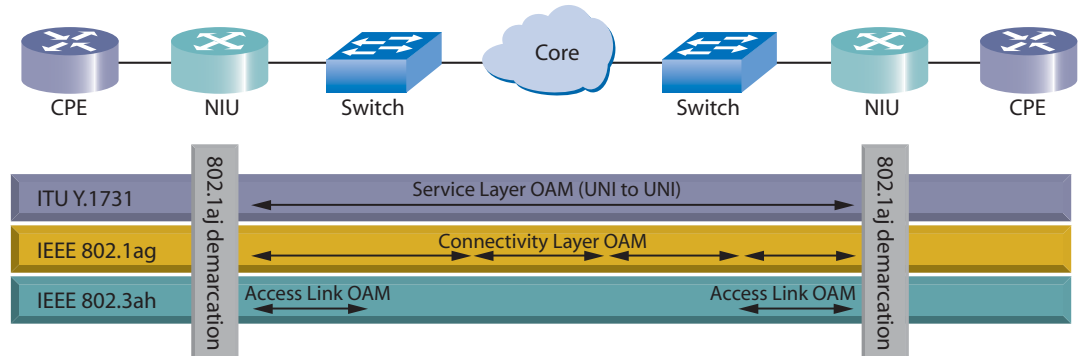 Core
CPE
NIU
Switch
Switch
NIU
CPE
802.1aj demarcation
802.1aj demarcation
ITU Y.1731
Service Layer OAM (UNI to UNI)
IEEE 802.1ag
Connectivity Layer OAM
IEEE 802.3ah
Access Link OAM
Access Link OAM